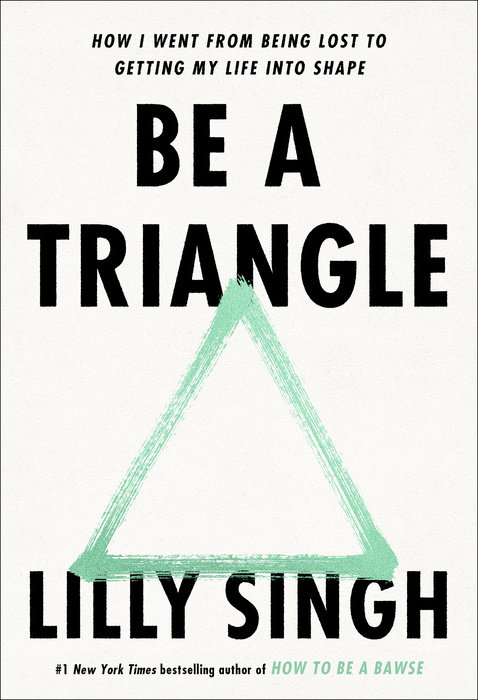 HOW I WENT FROM BEING LOST TO
GETTING MY LIFE INTO SHAPE
BE A
TRIANGLE
LILLY SINGH
#1 New York Times bestselling author of HOW TO BE A BAWSE